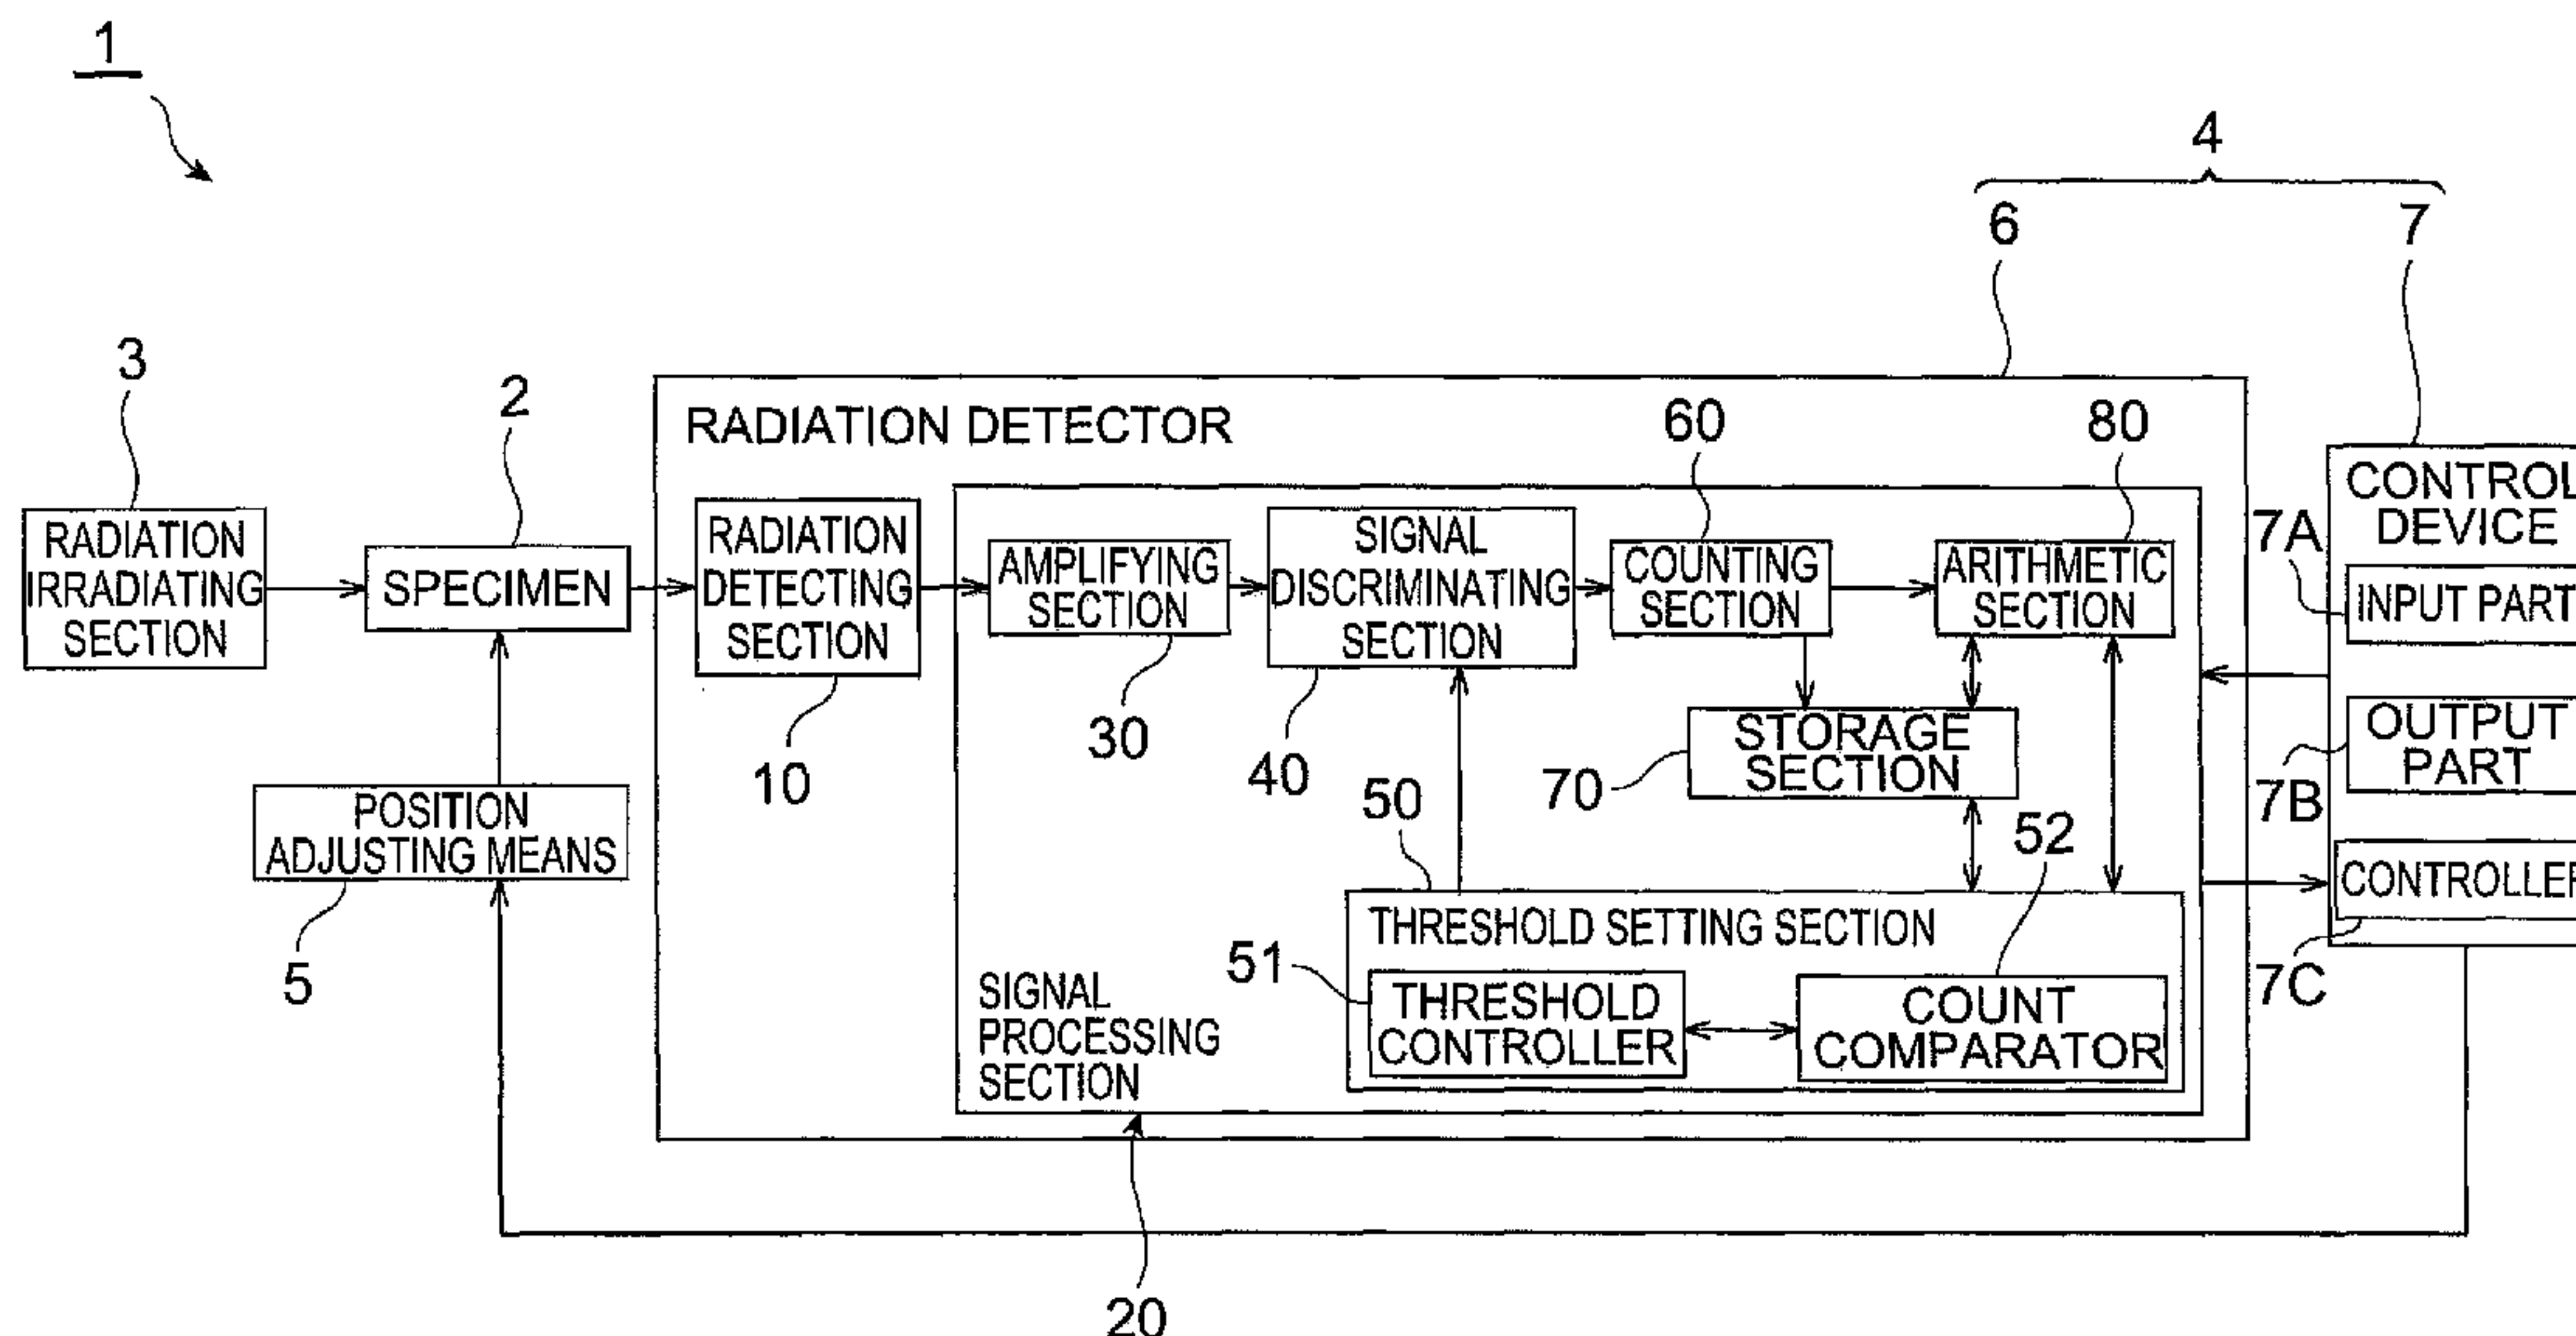 1
4
6
7
3
2
RADIATION DETECTOR
60
80
CONTROL
DEVICE
7A
INPUT PART
OUTPUT
PART
7B
CONTROLLER
7C
RADIATION
IRRADIATING
SECTION
SPECIMEN
RADIATION
DETECTING
SECTION
10
AMPLIFYING
SECTION
30
SIGNAL
DISCRIMINATING
SECTION
40
COUNTING
SECTION
ARITHMETIC
SECTION
STORAGE
SECTION
70
POSITION
ADJUSTING MEANS
5
50
52
THRESHOLD SETTING SECTION
51
THRESHOLD
CONTROLLER
COUNT
COMPARATOR
SIGNAL
PROCESSING
SECTION
20